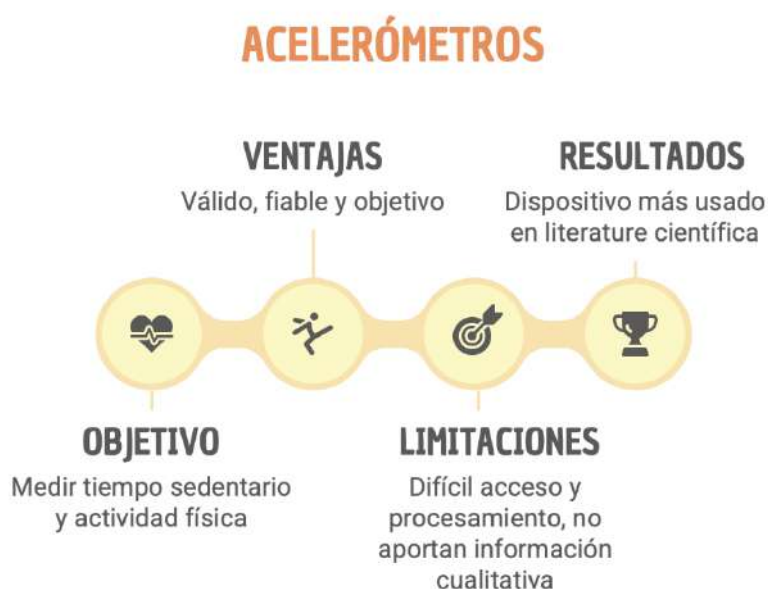 ACELERÓMETROS
VENTAJAS
Válido, fiable y objetivo
RESULTADOS
Dispositivo más usado
en literature científica
OBJETIVO
Medir tiempo sedentario
y actividad física
LIMITACIONES
Difícil acceso y
procesamiento, no
aportan información
cualitativa